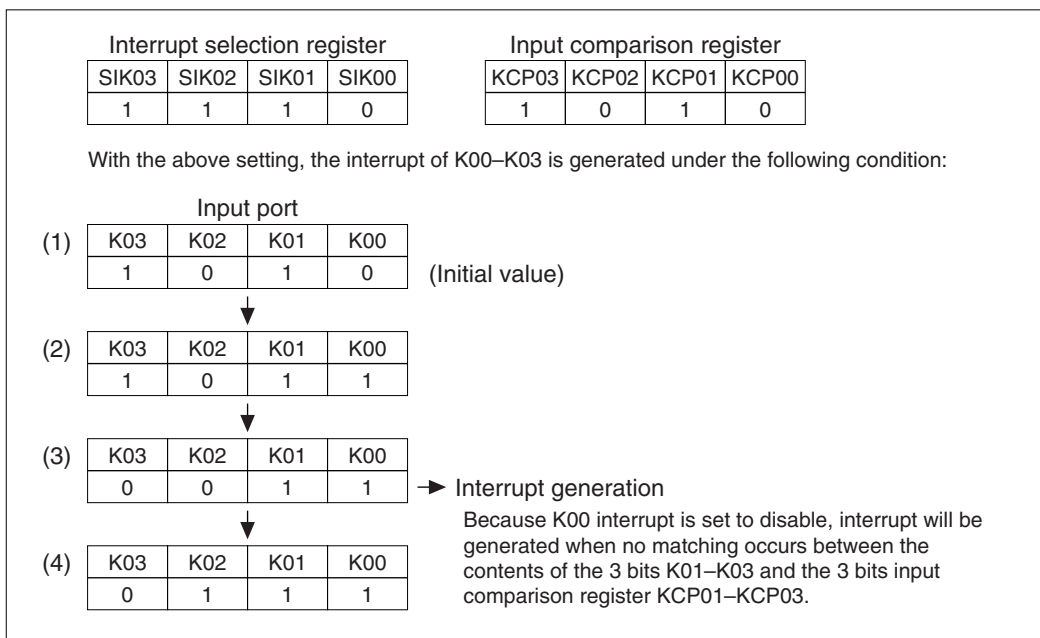 Interrupt selection register
SIK03 SIK02 SIK01 SIK00
1 1 1 0
Input comparison register
KCP03 KCP02 KCP01 KCP00
1 0 1 0
With the above setting, the interrupt of K00–K03 is generated under the following condition:
Input port
(1) K03 K02 K01 K00
1 0 1 0 (Initial value)
(2) K03 K02 K01 K00
1 0 1 1
(3) K03 K02 K01 K00
0 0 1 1 Interrupt generation
Because K00 interrupt is set to disable, interrupt will be
generated when no matching occurs between the
contents of the 3 bits K01–K03 and the 3 bits input
comparison register KCP01–KCP03.
(4) K03 K02 K01 K00
0 1 1 1